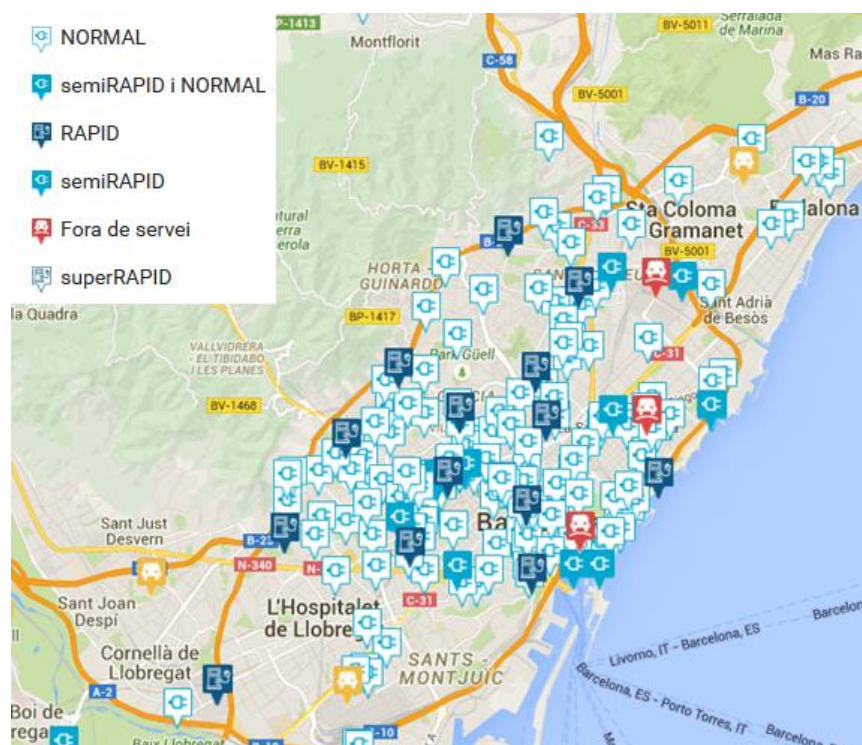 NORMAL
semiRAPID i NORMAL
RAPID
semiRAPID
Fora de servei
superRAPID
BP-1413
Montflorit
Serralada
de Marina
BV-5011
Mas Ra
C-58
B-20
BV-5001
BV-1415
Sta Coloma
Gramanet
C-33
BV-5001
HORTA -
GUINARDÓ
la Quadra
BP-1417
Sant Adrià
de Besòs
VALLVIDRERA
- EL TIBIDABO
I LES PLANES
Park Güell
C-31
BV-1468
Sant Just
Desvern
B-23
N-340
Sant Joan
Despí
L'Hospitalet
de Llobreg
C-31
Cornellà de
Llobregat
SANTS -
MONTJUÏC
A-2
Boi de
Baix Llobregat
Livorno, IT - Barcelona, ES
Barcelona, ES - Porto Torres, IT